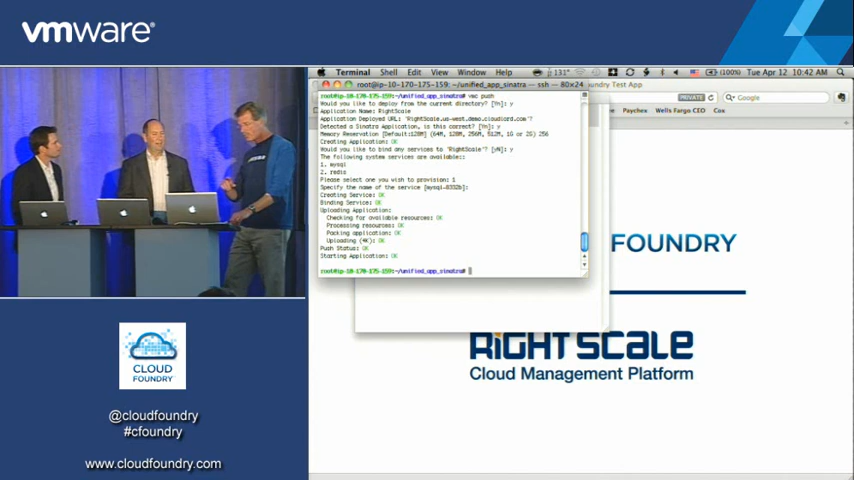 vmware®
Terminal Shell Edit View Window Help
131° (100%) Tue Apr 12 10:42 AM
root@ip-10-170-175-159: ~/unified_app_sinatra — ssh — 80×24
undry Test App
PRIVATE Google
Paychex Wells Fargo CEO Cox
root@ip-10-170-175-159:~/unified_app_sinatra# vmc push
Would you like to deploy from the current directory? [Yn]: y
Application Name: RightScale
Application Deployed URL: 'RightScale.us-west.demo.cloudicard.com'?
Detected a Sinatra Application, is this correct? [Yn]: y
Memory Reservation [Default:128M] (64M, 128M, 256M, 512M, 1G or 2G) 256
Creating Application: OK
Would you like to bind any services to 'RightScale'? [yN]: y
The following system services are available::
1. mysql
2. redis
Please select one you wish to provision: 1
Specify the name of the service [mysql-8332b]:
Creating Service: OK
Binding Service: OK
Uploading Application:
Checking for available resources: OK
Processing resources: OK
Packing application: OK
Uploading (4K): OK
Push Status: OK
Starting Application: OK
root@ip-10-170-175-159:~/unified_app_sinatra#
FOUNDRY
RIGHTSCALE
Cloud Management Platform
CLOUD
FOUNDRY
@cloudfoundry
#cfoundry
www.cloudfoundry.com